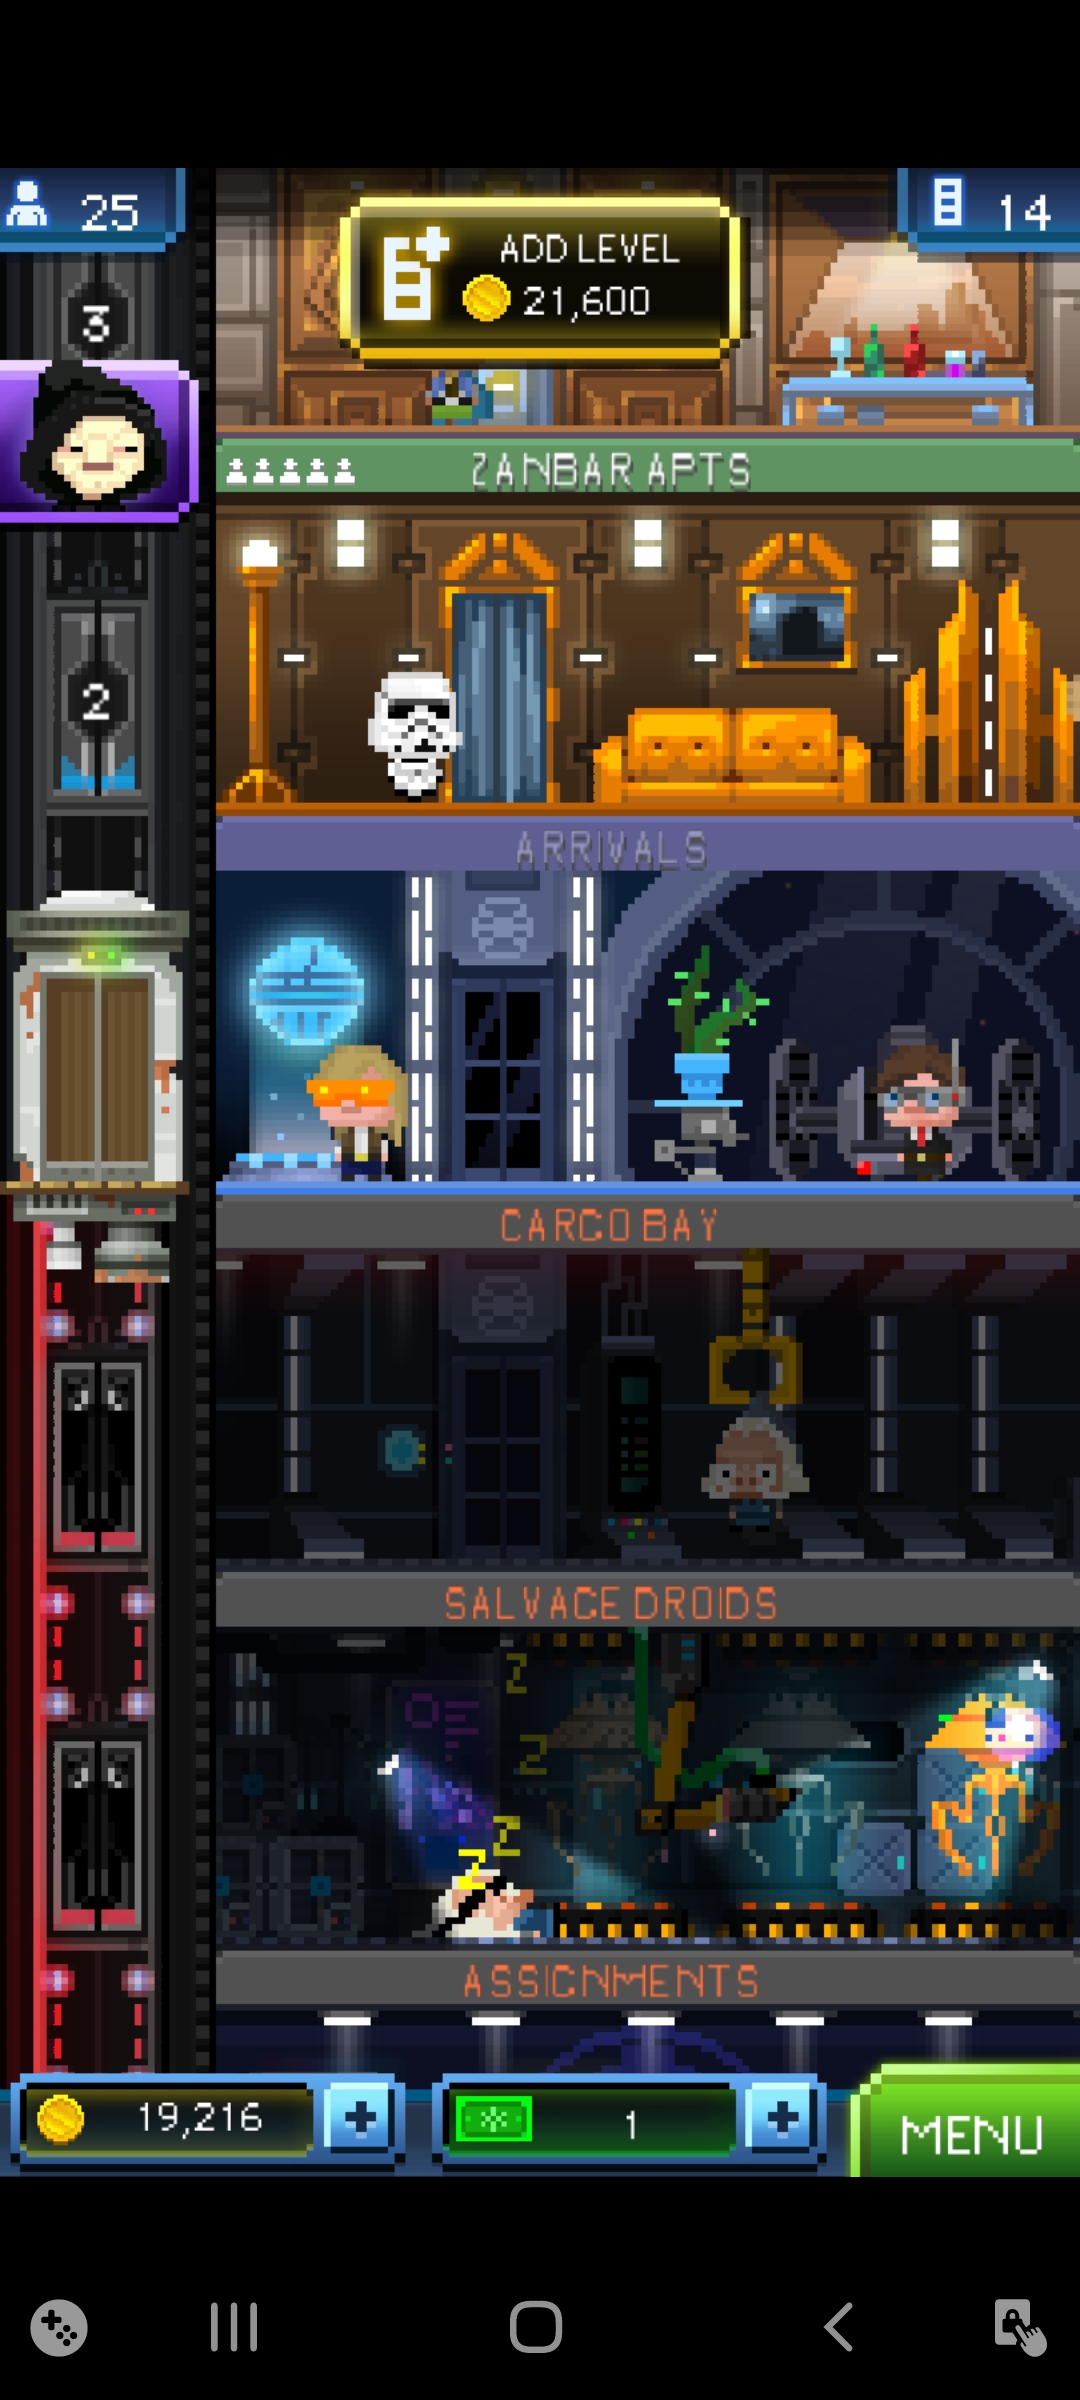 25
14
ADD LEVEL
21,600
3
ZANBAR APTS
2
ARRIVALS
CARGO BAY
SALVAGE DROIDS
Z
Z
Z
Z
ASSIGNMENTS
19,216
1
MENU